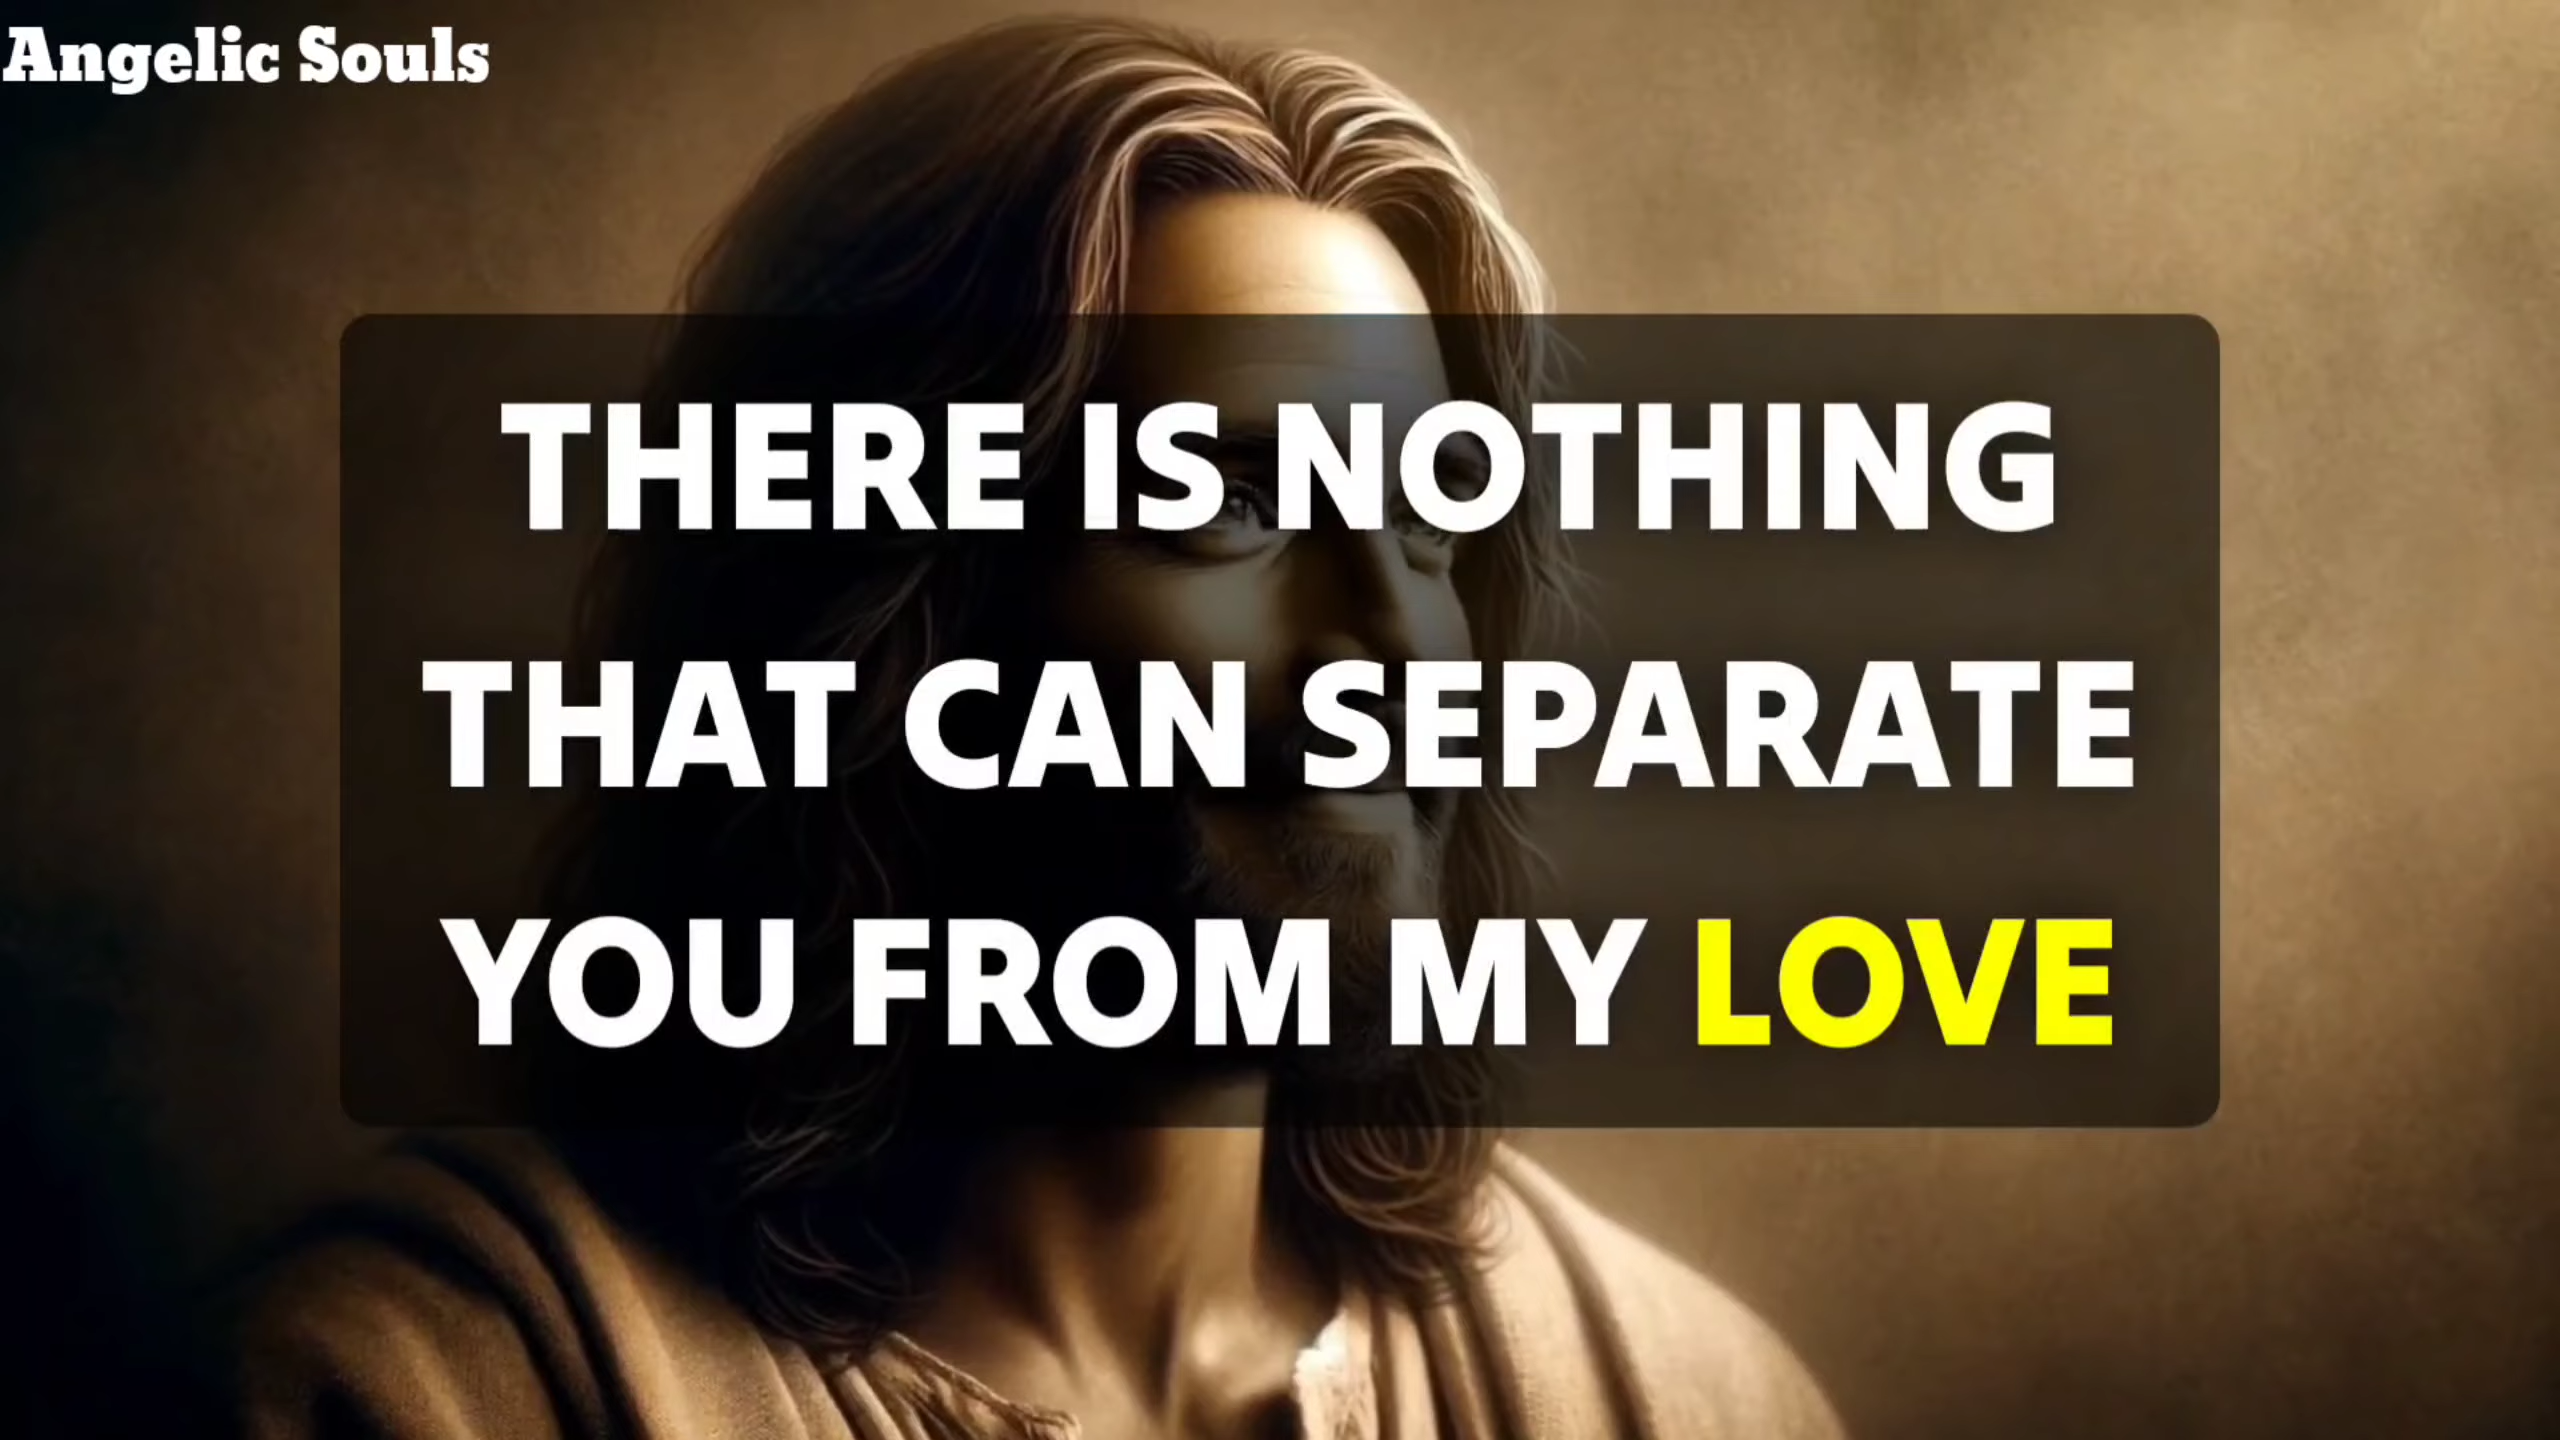 Angelic Souls
THERE IS NOTHING
THAT CAN SEPARATE
YOU FROM MY LOVE